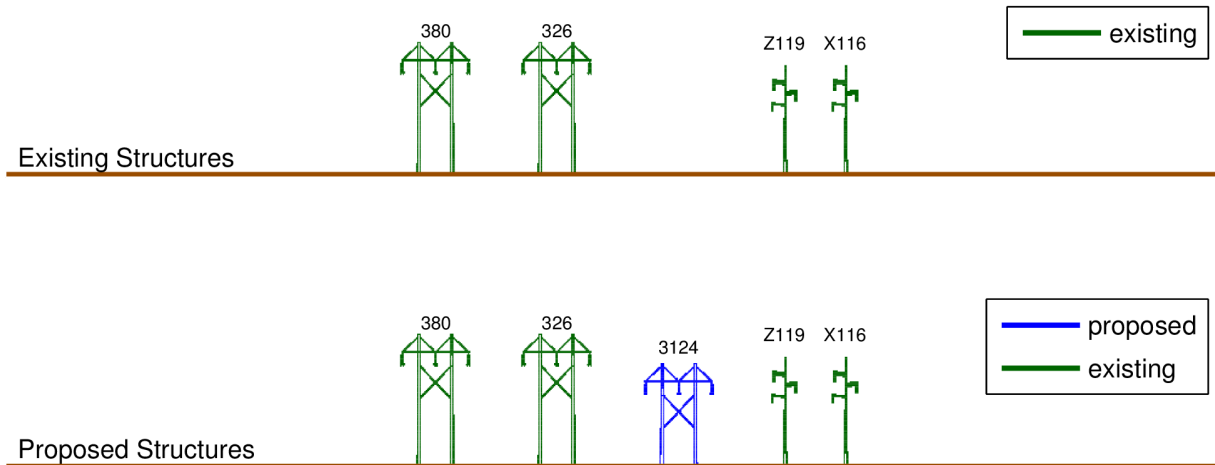 380
326
Z119
X116
existing
Existing Structures
380
326
3124
Z119
X116
proposed
existing
Proposed Structures